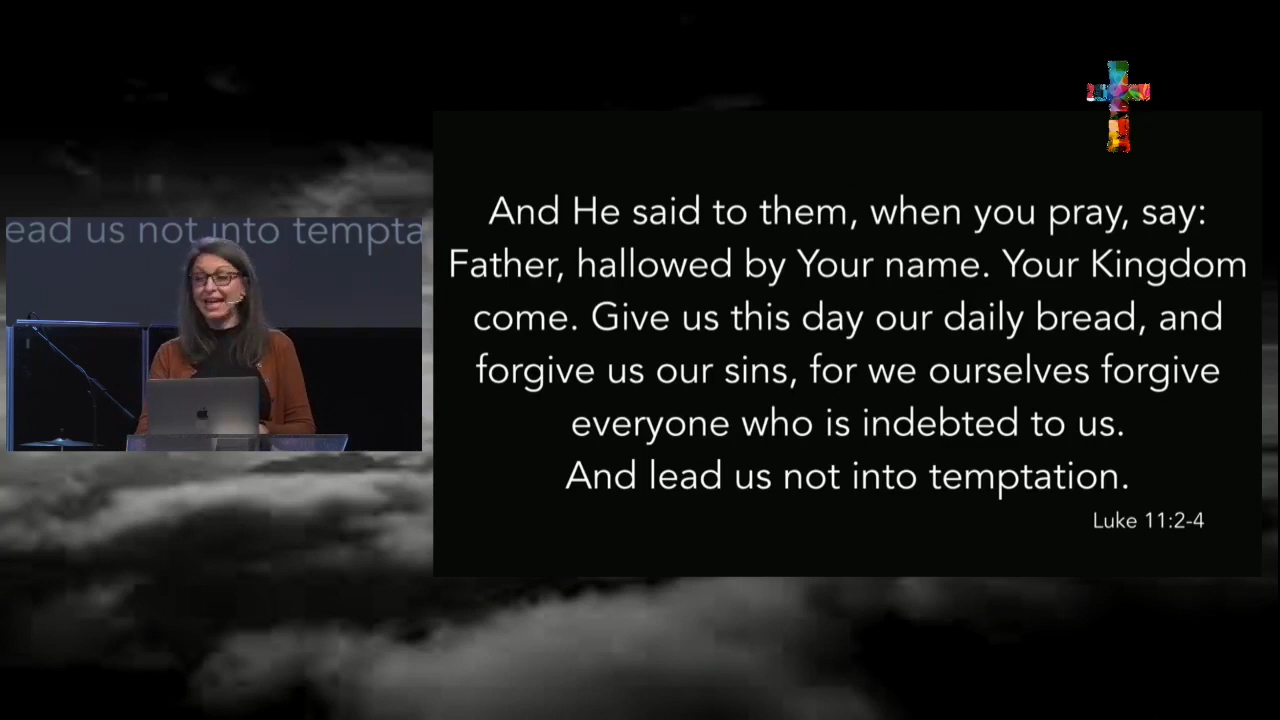 ead us not into tempta
And He said to them, when you pray, say:
Father, hallowed by Your name. Your Kingdom
come. Give us this day our daily bread, and
forgive us our sins, for we ourselves forgive
everyone who is indebted to us.
And lead us not into temptation.
Luke 11:2-4